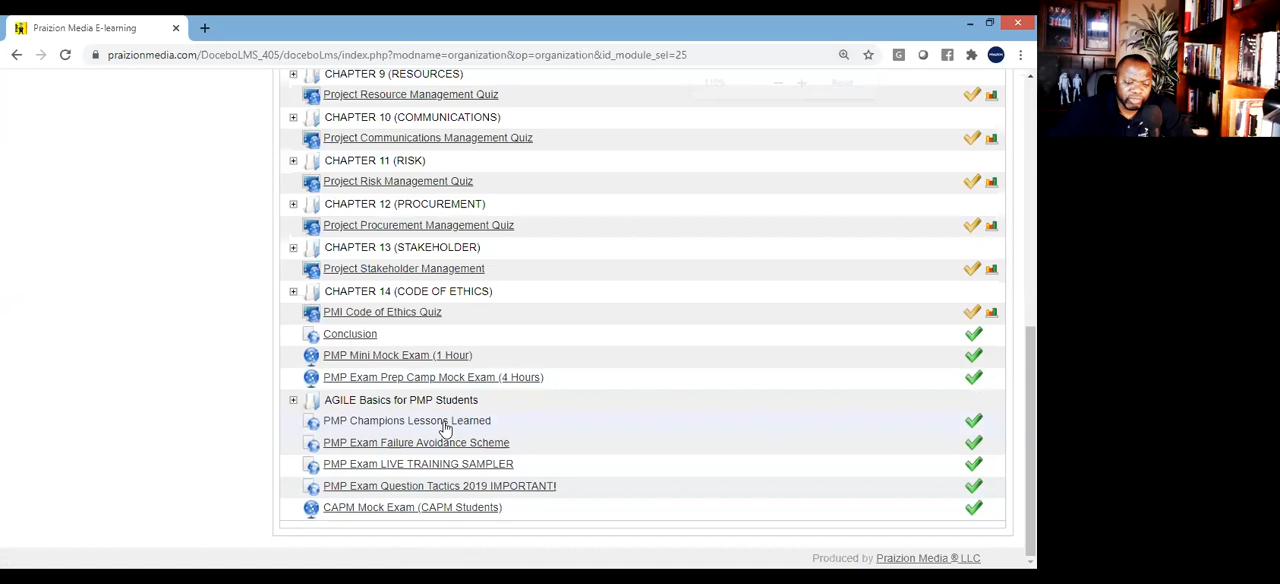 Praizion Media E-learning
praizionmedia.com/DoceboLMS_405/doceboLms/index.php?modname=organization&op=organization&id_module_sel=25
CHAPTER 9 (RESOURCES)
Project Resource Management Quiz
CHAPTER 10 (COMMUNICATIONS)
Project Communications Management Quiz
CHAPTER 11 (RISK)
Project Risk Management Quiz
CHAPTER 12 (PROCUREMENT)
Project Procurement Management Quiz
CHAPTER 13 (STAKEHOLDER)
Project Stakeholder Management
CHAPTER 14 (CODE OF ETHICS)
PMI Code of Ethics Quiz
Conclusion
PMP Mini Mock Exam (1 Hour)
PMP Exam Prep Camp Mock Exam (4 Hours)
AGILE Basics for PMP Students
PMP Champions Lessons Learned
PMP Exam Failure Avoidance Scheme
PMP Exam LIVE TRAINING SAMPLER
PMP Exam Question Tactics 2019 IMPORTANT!
CAPM Mock Exam (CAPM Students)
Produced by Praizion Media ® LLC